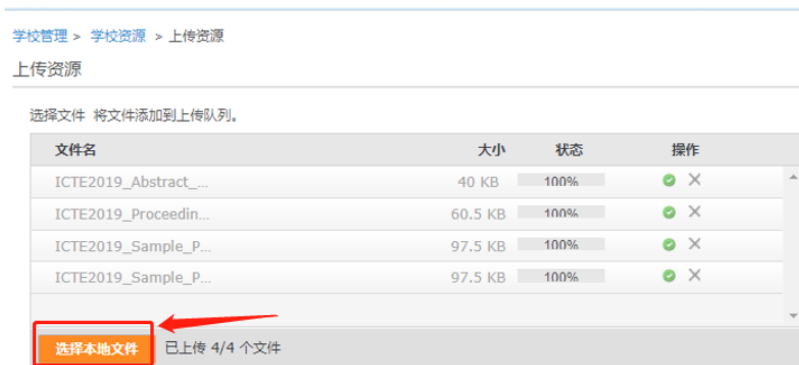 学校管理 > 学校资源 > 上传资源
上传资源
选择文件 将文件添加到上传队列。
文件名 大小 状态 操作
ICTE2019_Abstract_... 40 KB 100%
ICTE2019_Proceedin... 60.5 KB 100%
ICTE2019_Sample_P... 97.5 KB 100%
ICTE2019_Sample_P... 97.5 KB 100%
选择本地文件 已上传 4/4 个文件